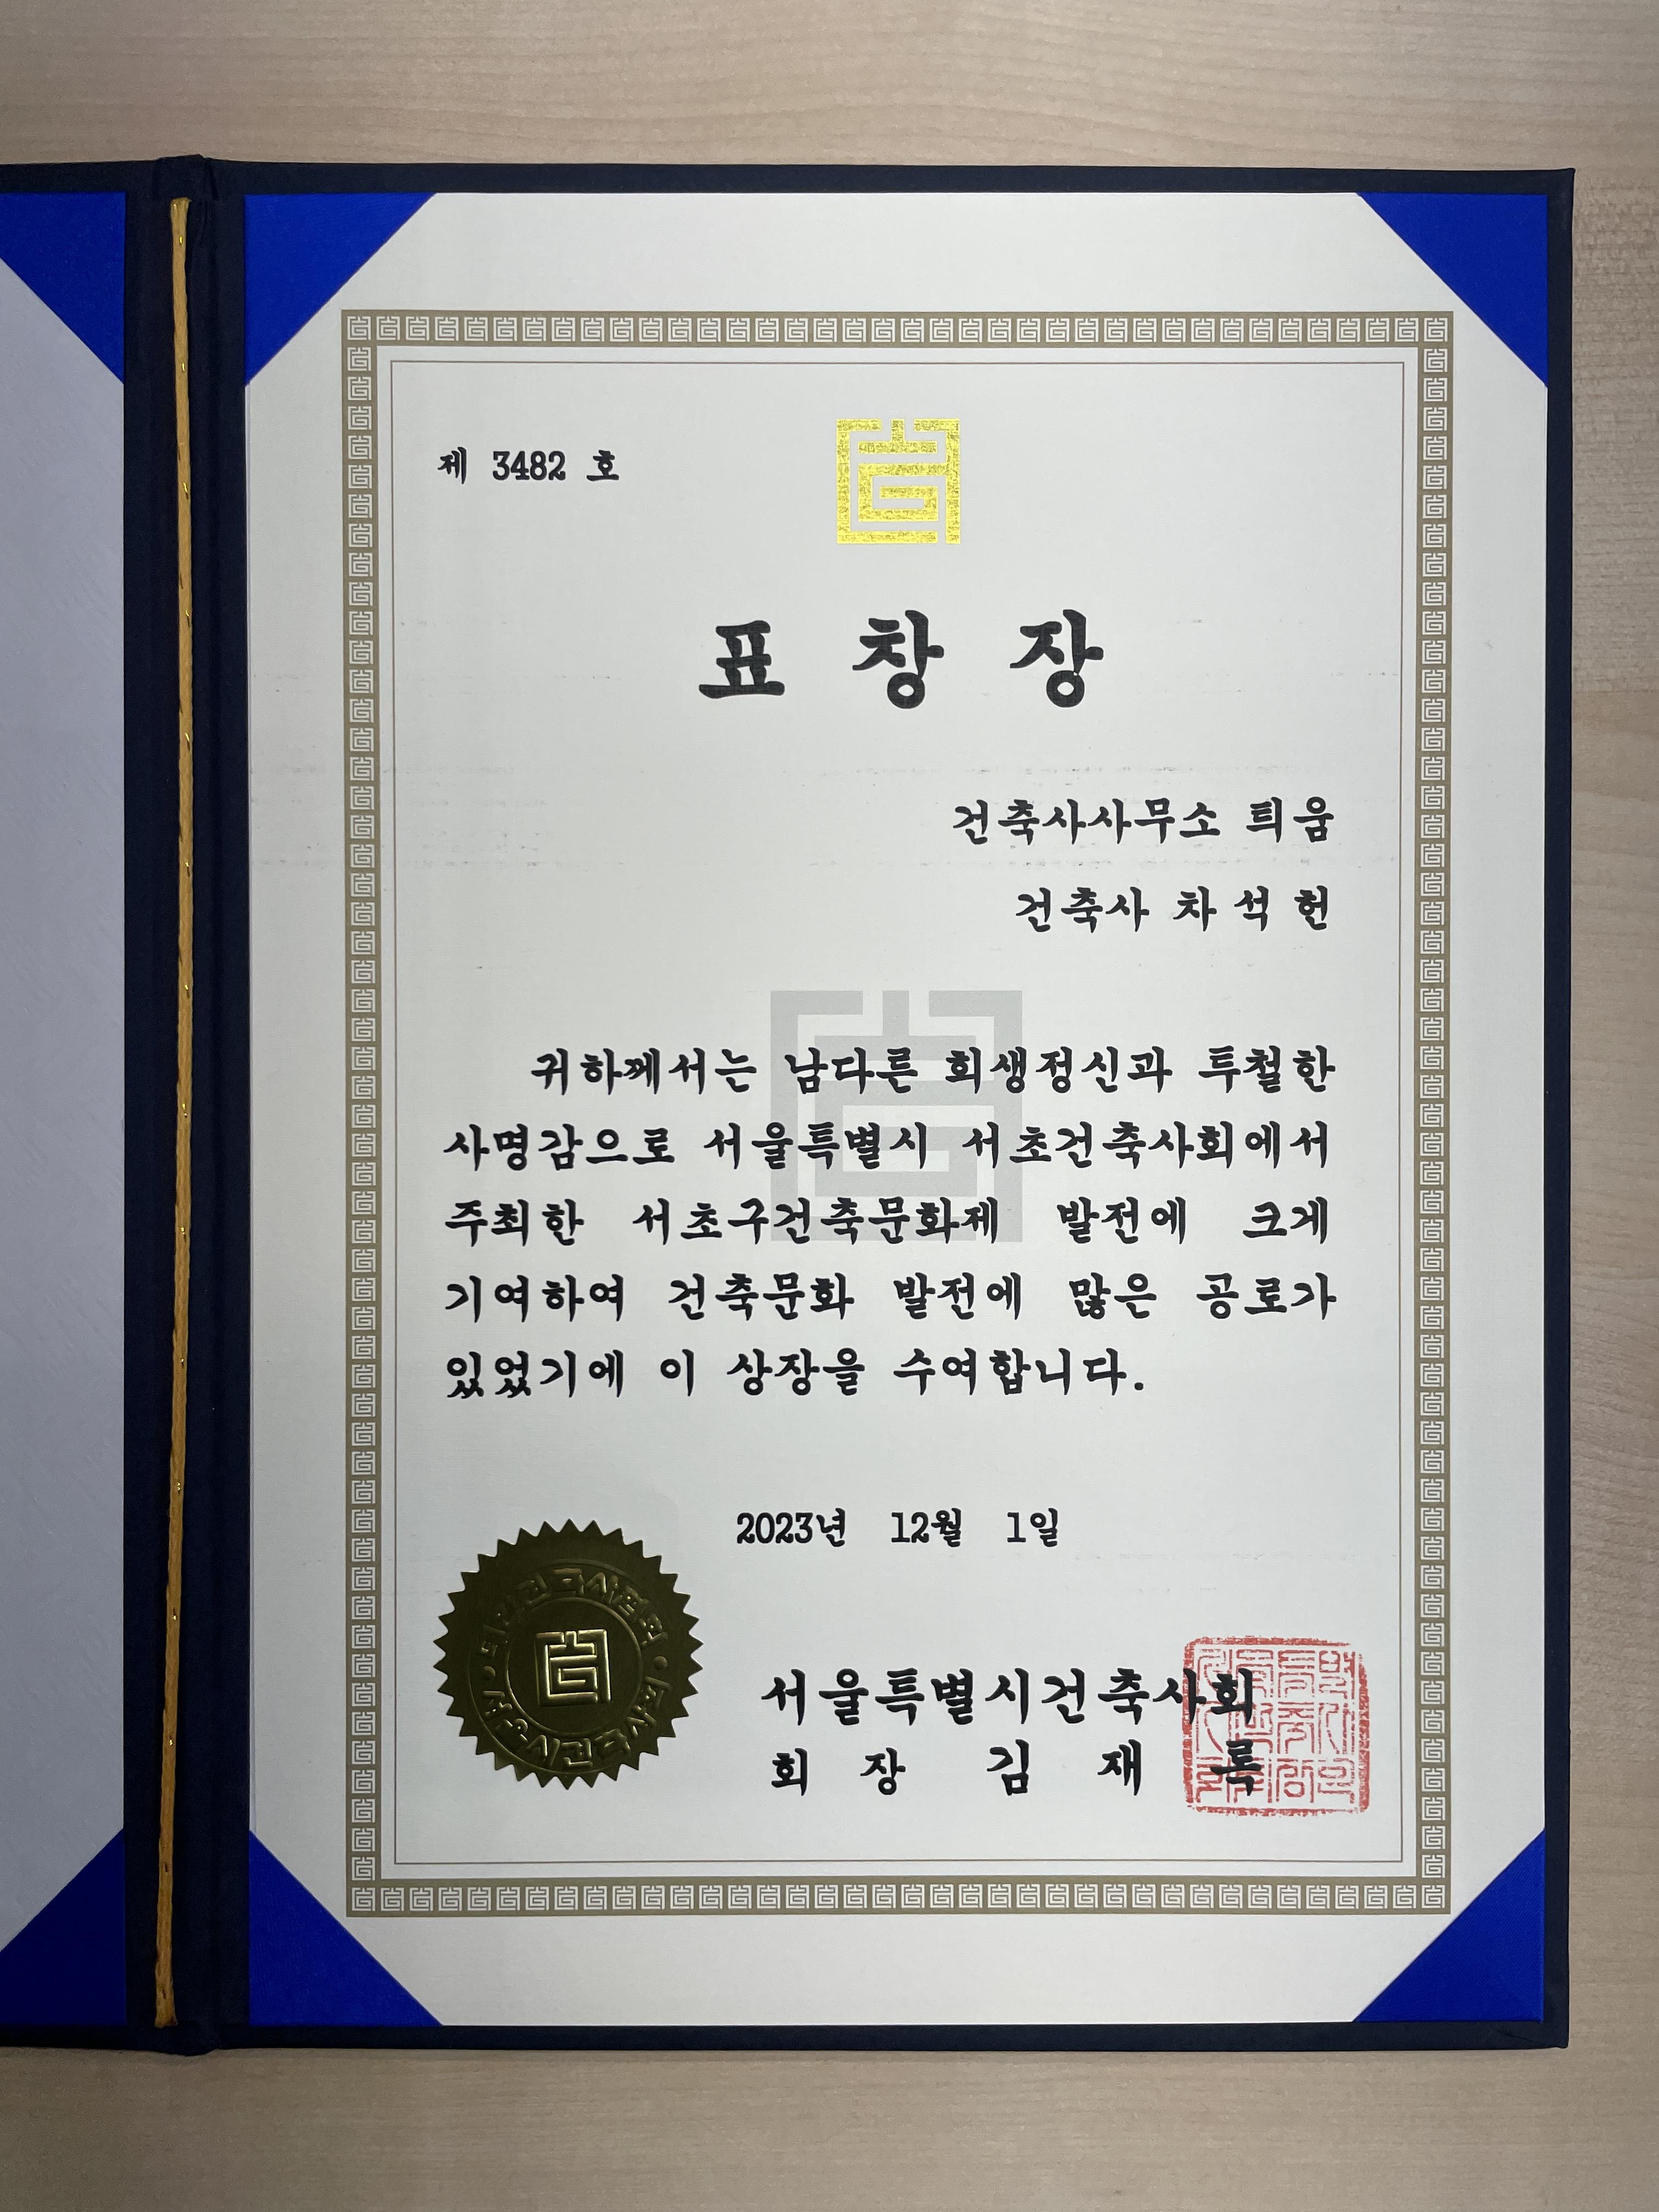 제 3482 호
표 창 장
건축사사무소 틔움
건축사 차 석 헌
귀하께서는 남다른 희생정신과 투철한
사명감으로 서울특별시 서초건축사회에서
주최한 서초구건축문화제 발전에 크게
기여하여 건축문화 발전에 많은 공로가
있었기에 이 상장을 수여합니다.
2023년 12월 1일
서울특별시건축사회
회 장 김 재 록